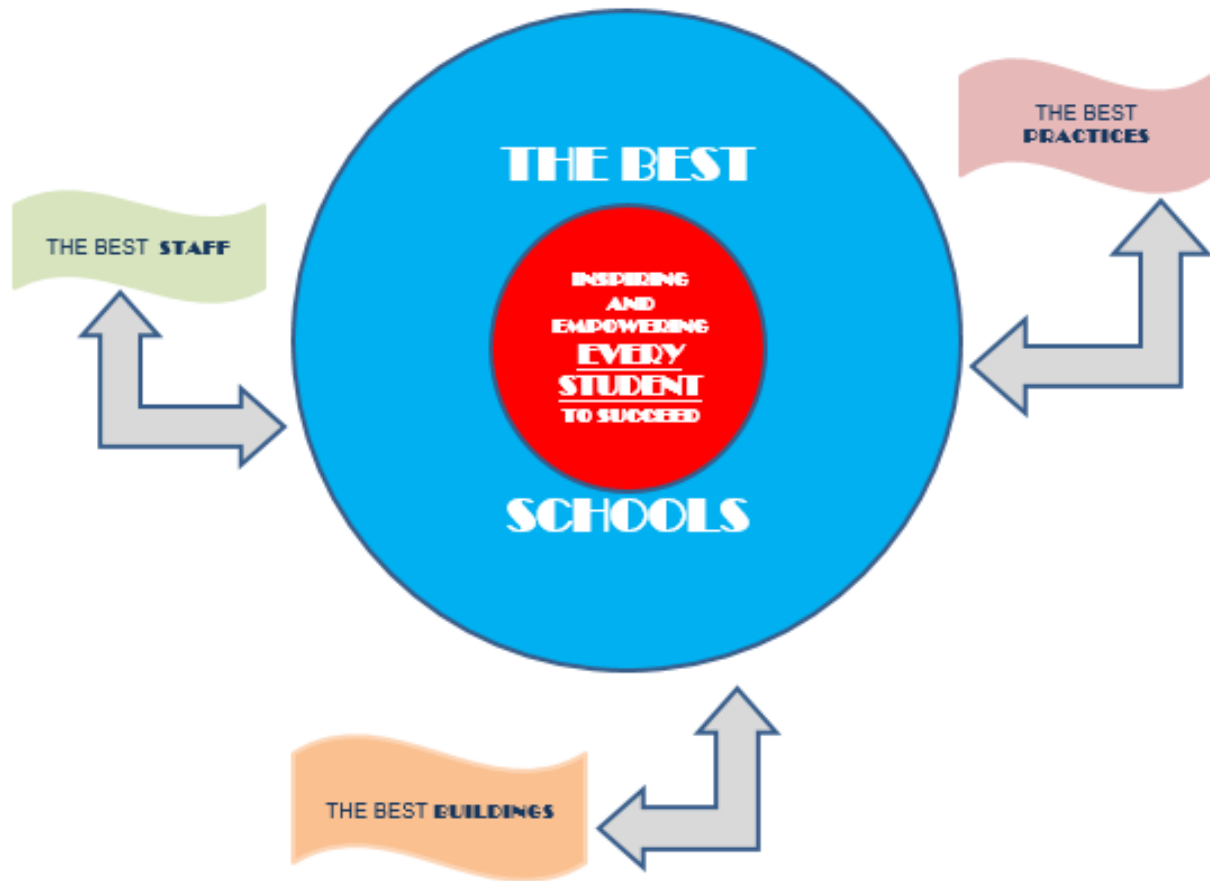 THE BEST
PRACTICES
THE BEST STAFF
THE BEST
INSPIRING
AND
EMPOWERING
EVERY
STUDENT
TO SUCCEED
SCHOOLS
THE BEST BUILDINGS